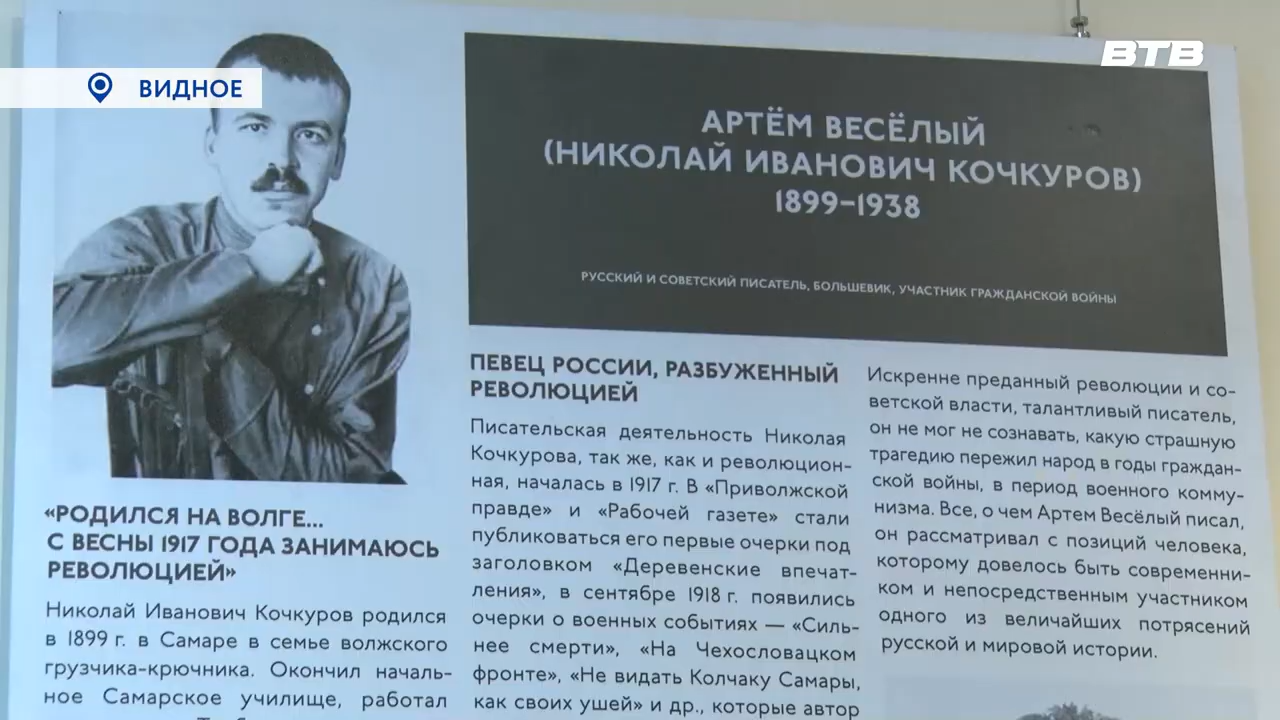 ВТВ
ВИДНОЕ
АРТЁМ ВЕСЁЛЫЙ
(НИКОЛАЙ ИВАНОВИЧ КОЧКУРОВ)
1899–1938
РУССКИЙ И СОВЕТСКИЙ ПИСАТЕЛЬ, БОЛЬШЕВИК, УЧАСТНИК ГРАЖДАНСКОЙ ВОЙНЫ
«РОДИЛСЯ НА ВОЛГЕ...
С ВЕСНЫ 1917 ГОДА ЗАНИМАЮСЬ
РЕВОЛЮЦИЕЙ»
Николай Иванович Кочкуров родился
в 1899 г. в Самаре в семье волжского
грузчика-крючника. Окончил началь-
ное Самарское училище, работал
ПЕВЕЦ РОССИИ, РАЗБУЖЕННЫЙ
РЕВОЛЮЦИЕЙ
Писательская деятельность Николая
Кочкурова, так же, как и революцион-
ная, началась в 1917 г. В «Приволжской
правде» и «Рабочей газете» стали
публиковаться его первые очерки под
заголовком «Деревенские впечат-
ления», в сентябре 1918 г. появились
очерки о военных событиях — «Силь-
нее смерти», «На Чехословацком
фронте», «Не видать Колчаку Самары,
как своих ушей» и др., которые автор
Искренне преданный революции и со-
ветской власти, талантливый писатель,
он не мог не сознавать, какую страшную
трагедию пережил народ в годы граждан-
ской войны, в период военного комму-
низма. Все, о чем Артем Весёлый писал,
он рассматривал с позиций человека,
которому довелось быть современни-
ком и непосредственным участником
одного из величайших потрясений
русской и мировой истории.